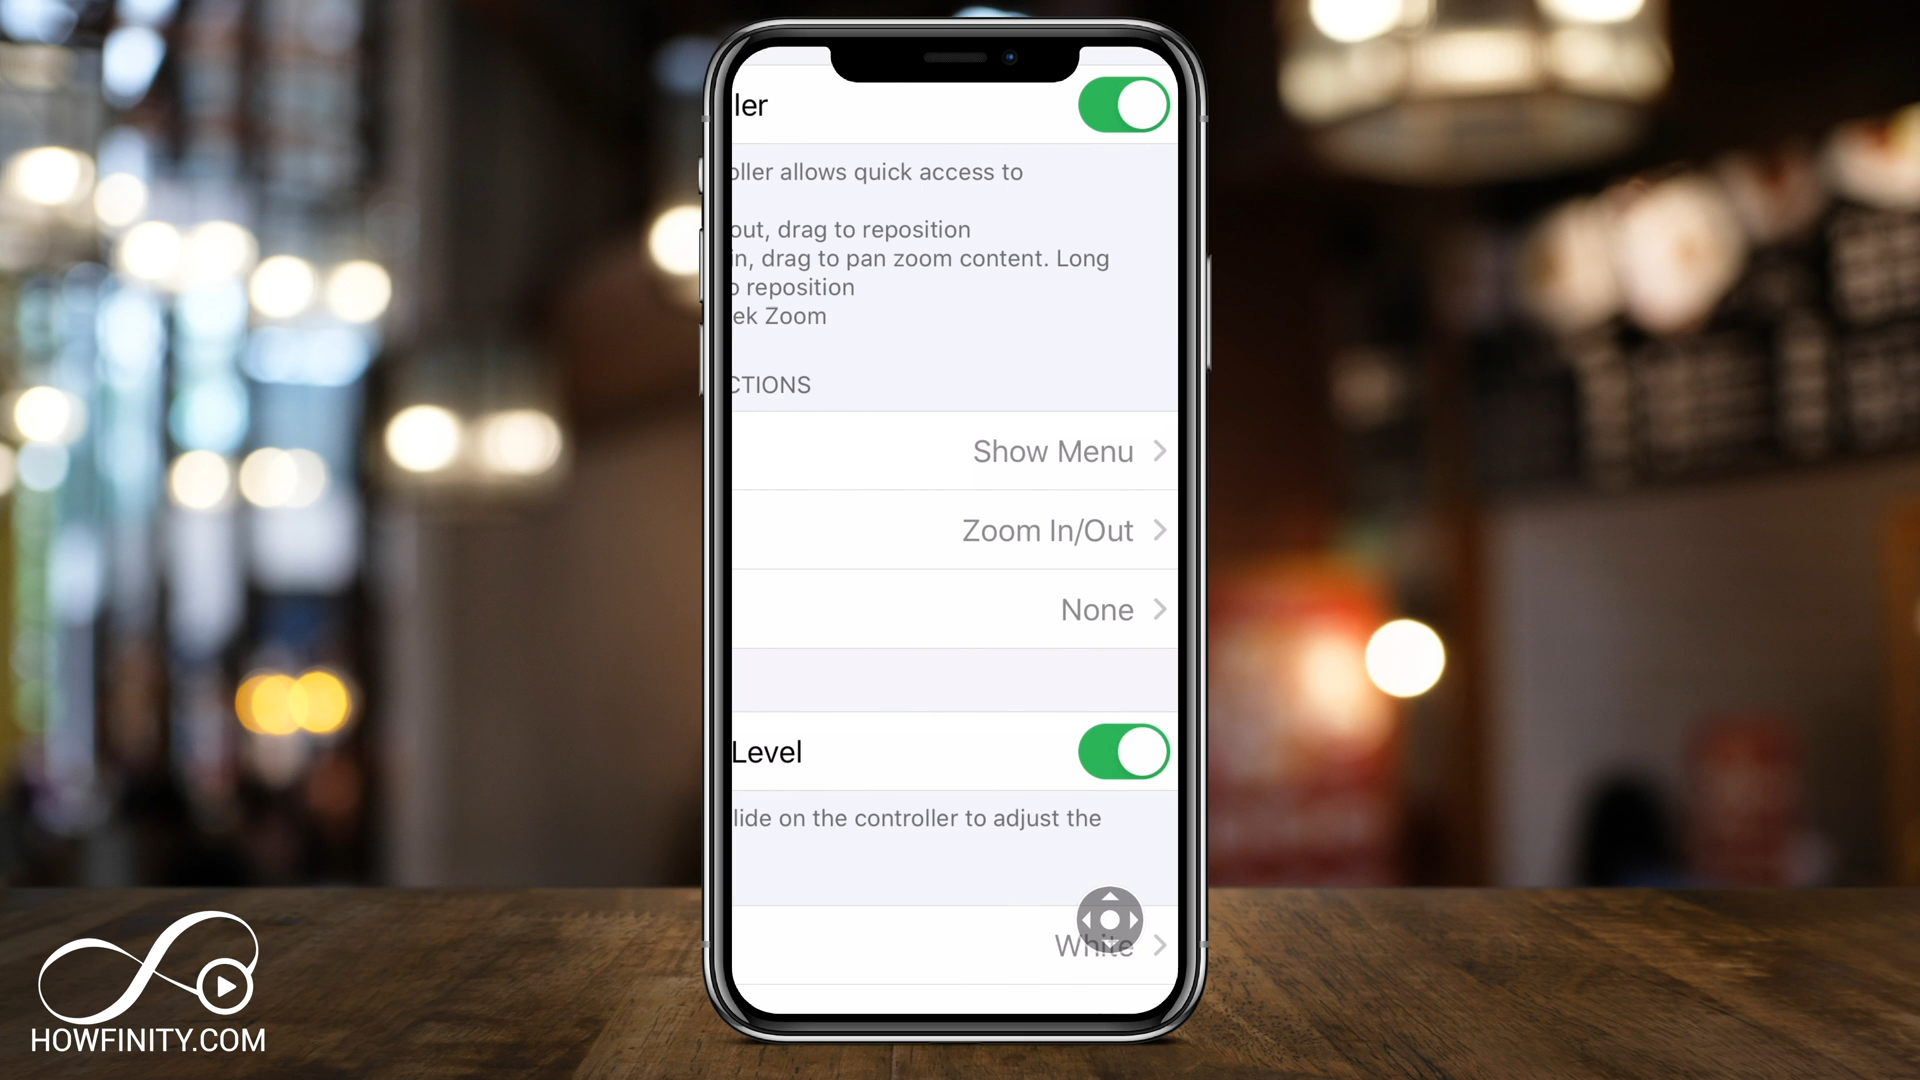 ler
oller allows quick access to
out, drag to reposition
in, drag to pan zoom content. Long
o reposition
ek Zoom
CTIONS
Show Menu
Zoom In/Out
None
Level
lide on the controller to adjust the
White
HOWFINITY.COM